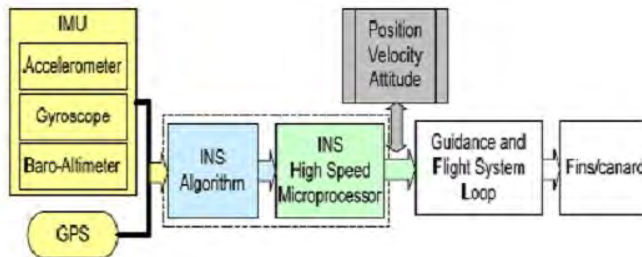 IMU
Accelerometer
Gyroscope
Baro-Altimeter
GPS
INS
Algorithm
INS
High Speed
Microprocessor
Position
Velocity
Attitude
Guidance and
Flight System
Loop
Fins/canard